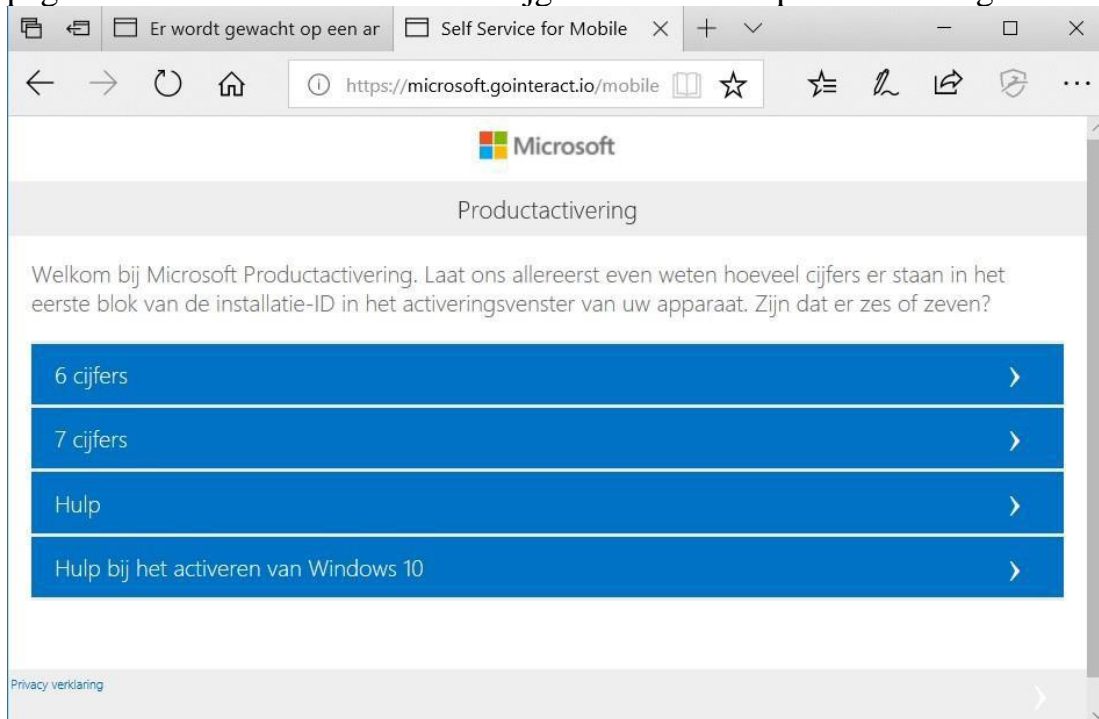 Er wordt gewacht op een ar
Self Service for Mobile
https://microsoft.gointeract.io/mobile
Microsoft
Productactivering
Welkom bij Microsoft Productactivering. Laat ons allereerst even weten hoeveel cijfers er staan in het
eerste blok van de installatie-ID in het activeringsvenster van uw apparaat. Zijn dat er zes of zeven?
6 cijfers
7 cijfers
Hulp
Hulp bij het activeren van Windows 10
Privacy verklaring